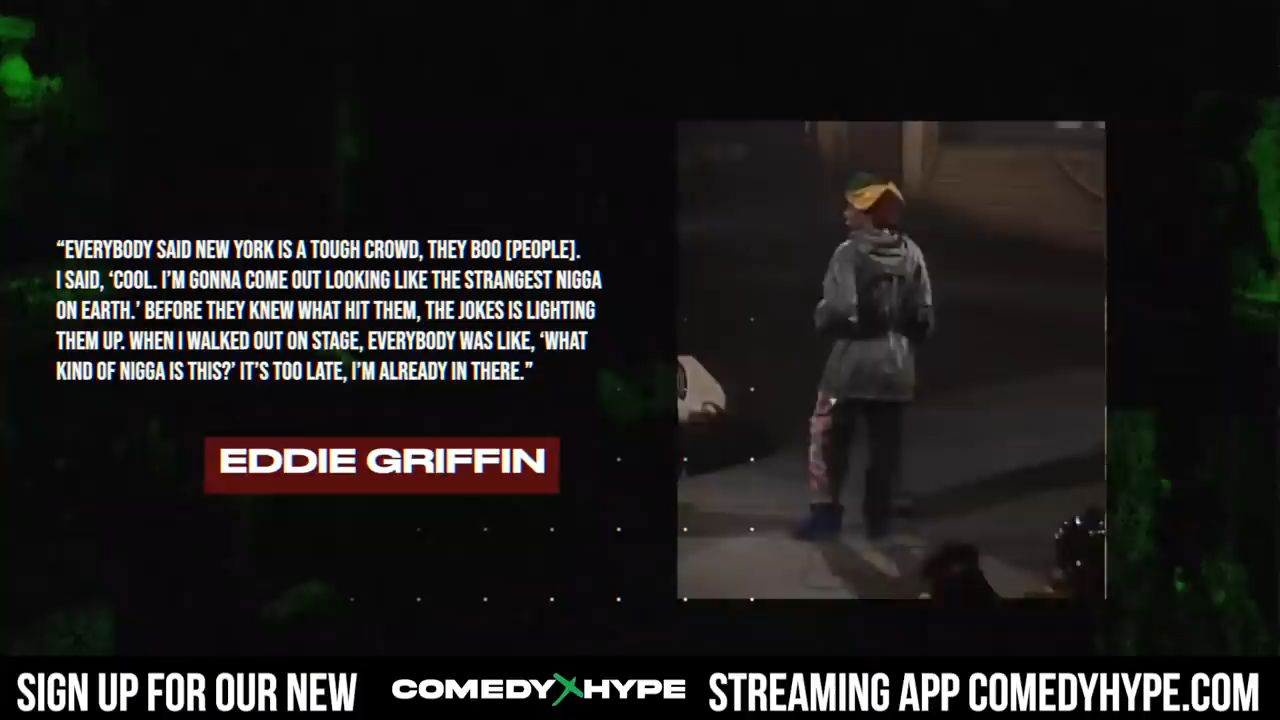 “EVERYBODY SAID NEW YORK IS A TOUGH CROWD, THEY BOO [PEOPLE].
I SAID, ‘COOL. I’M GONNA COME OUT LOOKING LIKE THE STRANGEST NIGGA
ON EARTH.’ BEFORE THEY KNEW WHAT HIT THEM, THE JOKES IS LIGHTING
THEM UP. WHEN I WALKED OUT ON STAGE, EVERYBODY WAS LIKE, ‘WHAT
KIND OF NIGGA IS THIS?’ IT’S TOO LATE, I’M ALREADY IN THERE.”
EDDIE GRIFFIN
SIGN UP FOR OUR NEW COMEDYXHYPE STREAMING APP COMEDYHYPE.COM